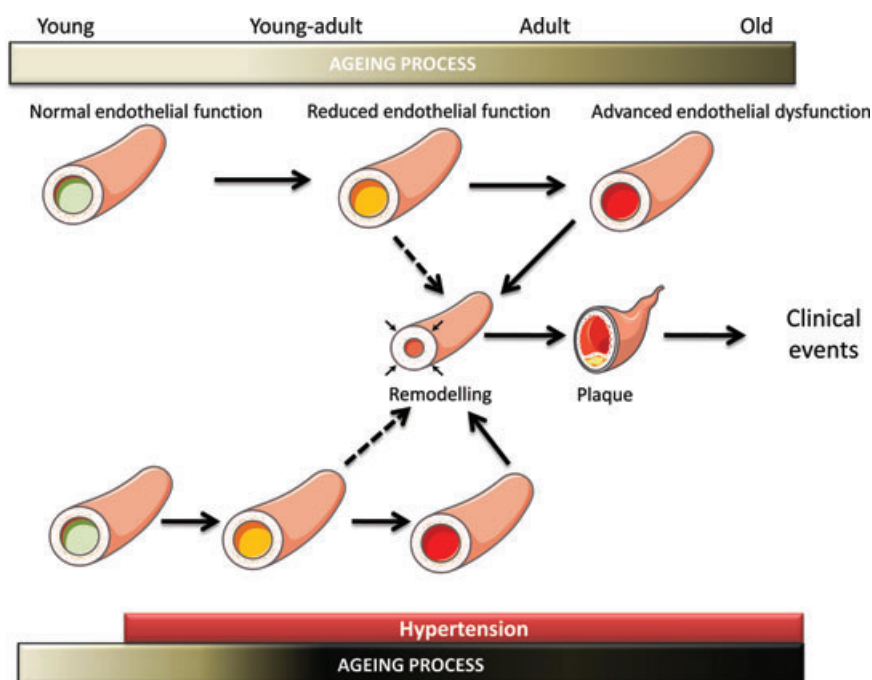 Young Young-adult Adult Old
AGEING PROCESS
Normal endothelial function Reduced endothelial function Advanced endothelial dysfunction
Clinical
events
Remodelling Plaque
Hypertension
AGEING PROCESS